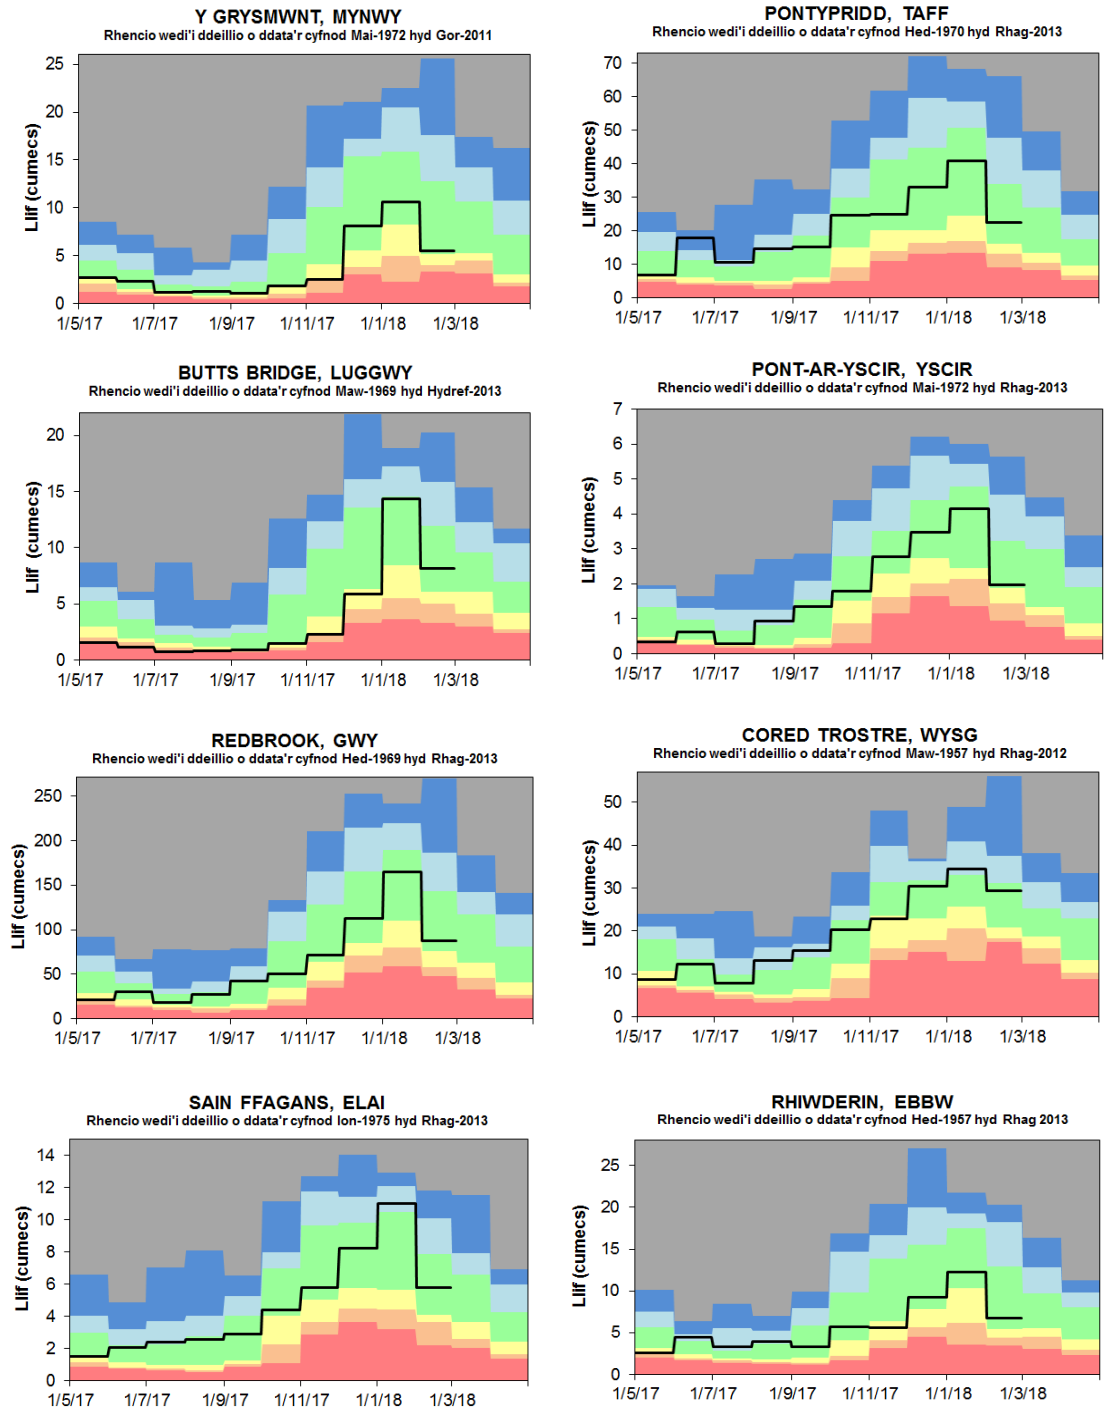 Y GRYSMWNT, MYNWY
Rhencio wedi'i ddeillio o ddata'r cyfnod Mai-1972 hyd Gor-2011
Llif (cumecs)
25
20
15
10
5
0
1/5/17 1/7/17 1/9/17 1/11/17 1/1/18 1/3/18
PONTYPRIDD, TAFF
Rhencio wedi'i ddeillio o ddata'r cyfnod Hed-1970 hyd Rhag-2013
Llif (cumecs)
70
60
50
40
30
20
10
0
1/5/17 1/7/17 1/9/17 1/11/17 1/1/18 1/3/18
BUTTS BRIDGE, LUGGWY
Rhencio wedi'i ddeillio o ddata'r cyfnod Maw-1969 hyd Hydref-2013
Llif (cumecs)
20
15
10
5
0
1/5/17 1/7/17 1/9/17 1/11/17 1/1/18 1/3/18
PONT-AR-YSCIR, YSCIR
Rhencio wedi'i ddeillio o ddata'r cyfnod Mai-1972 hyd Rhag-2013
Llif (cumecs)
7
6
5
4
3
2
1
0
1/5/17 1/7/17 1/9/17 1/11/17 1/1/18 1/3/18
REDBROOK, GWY
Rhencio wedi'i ddeillio o ddata'r cyfnod Hed-1969 hyd Rhag-2013
Llif (cumecs)
250
200
150
100
50
0
1/5/17 1/7/17 1/9/17 1/11/17 1/1/18 1/3/18
CORED TROSTRE, WYSG
Rhencio wedi'i ddeillio o ddata'r cyfnod Maw-1957 hyd Rhag-2012
Llif (cumecs)
50
40
30
20
10
0
1/5/17 1/7/17 1/9/17 1/11/17 1/1/18 1/3/18
SAIN FFAGANS, ELAI
Rhencio wedi'i ddeillio o ddata'r cyfnod Ion-1975 hyd Rhag-2013
Llif (cumecs)
14
12
10
8
6
4
2
0
1/5/17 1/7/17 1/9/17 1/11/17 1/1/18 1/3/18
RHIWDERIN, EBBW
Rhencio wedi'i ddeillio o ddata'r cyfnod Hed-1957 hyd Rhag 2013
Llif (cumecs)
25
20
15
10
5
0
1/5/17 1/7/17 1/9/17 1/11/17 1/1/18 1/3/18